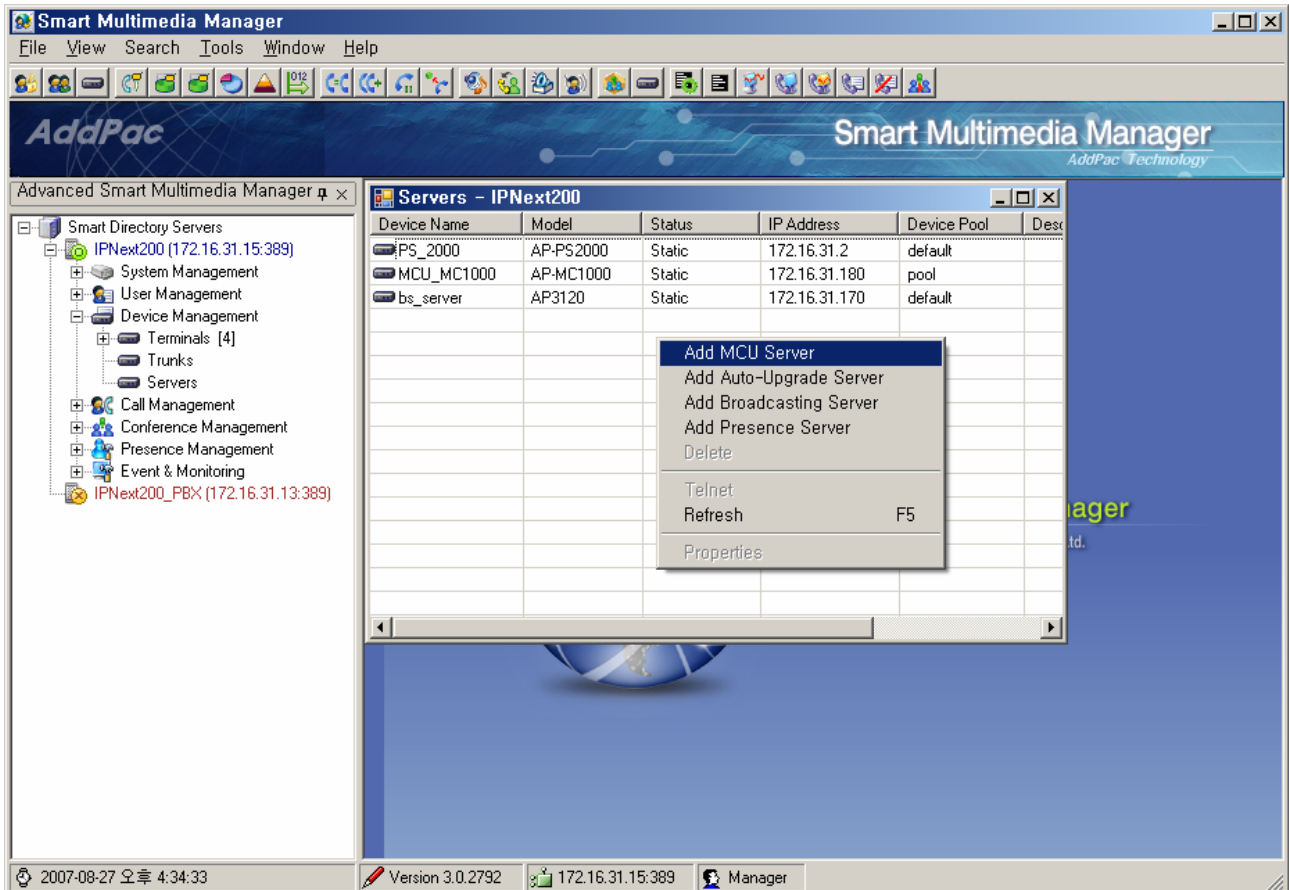 Smart Multimedia Manager
File View Search Tools Window Help
012
AddPac
Smart Multimedia Manager
AddPac Technology
Advanced Smart Multimedia Manager
Smart Directory Servers
IPNext200 (172.16.31.15:389)
System Management
User Management
Device Management
Terminals [4]
Trunks
Servers
Call Management
Conference Management
Presence Management
Event & Monitoring
IPNext200_PBX (172.16.31.13:389)
Servers – IPNext200
Device Name Model Status IP Address Device Pool Desc
PS_2000 AP-PS2000 Static 172.16.31.2 default
MCU_MC1000 AP-MC1000 Static 172.16.31.180 pool
bs_server AP3120 Static 172.16.31.170 default
Add MCU Server
Add Auto-Upgrade Server
Add Broadcasting Server
Add Presence Server
Delete
Telnet
Refresh F5
Properties
ager
td.
2007-08-27 오후 4:34:33 Version 3.0.2792 172.16.31.15:389 Manager